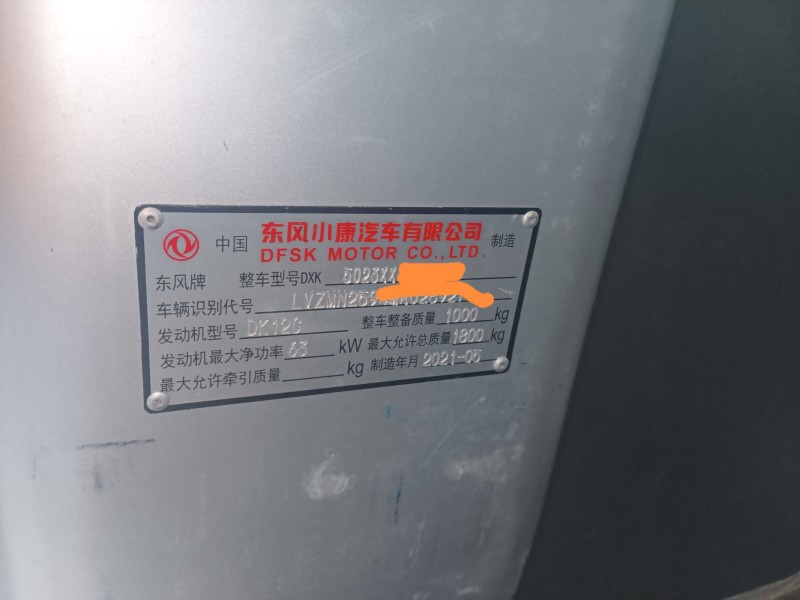 中国 东风小康汽车有限公司 制造
DFSK MOTOR CO.,LTD.
东风牌 整车型号DXK 5023XX
车辆识别代号 LVZMN25
发动机型号 DK12C 整车整备质量 1000 kg
发动机最大净功率 63 kW 最大允许总质量 1800 kg
最大允许牵引质量 kg 制造年月 2021-05